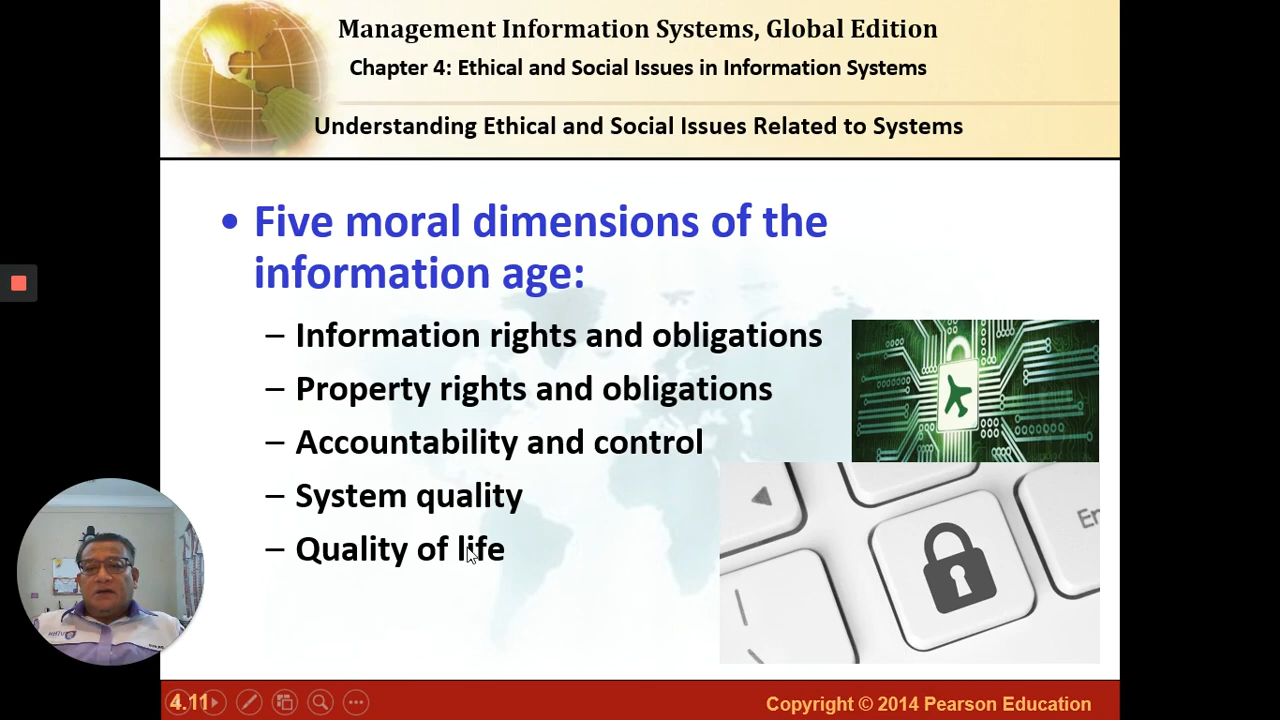 Management Information Systems, Global Edition
Chapter 4: Ethical and Social Issues in Information Systems
Understanding Ethical and Social Issues Related to Systems
• Five moral dimensions of the
information age:
– Information rights and obligations
– Property rights and obligations
– Accountability and control
– System quality
– Quality of life
En
4.11
Copyright © 2014 Pearson Education